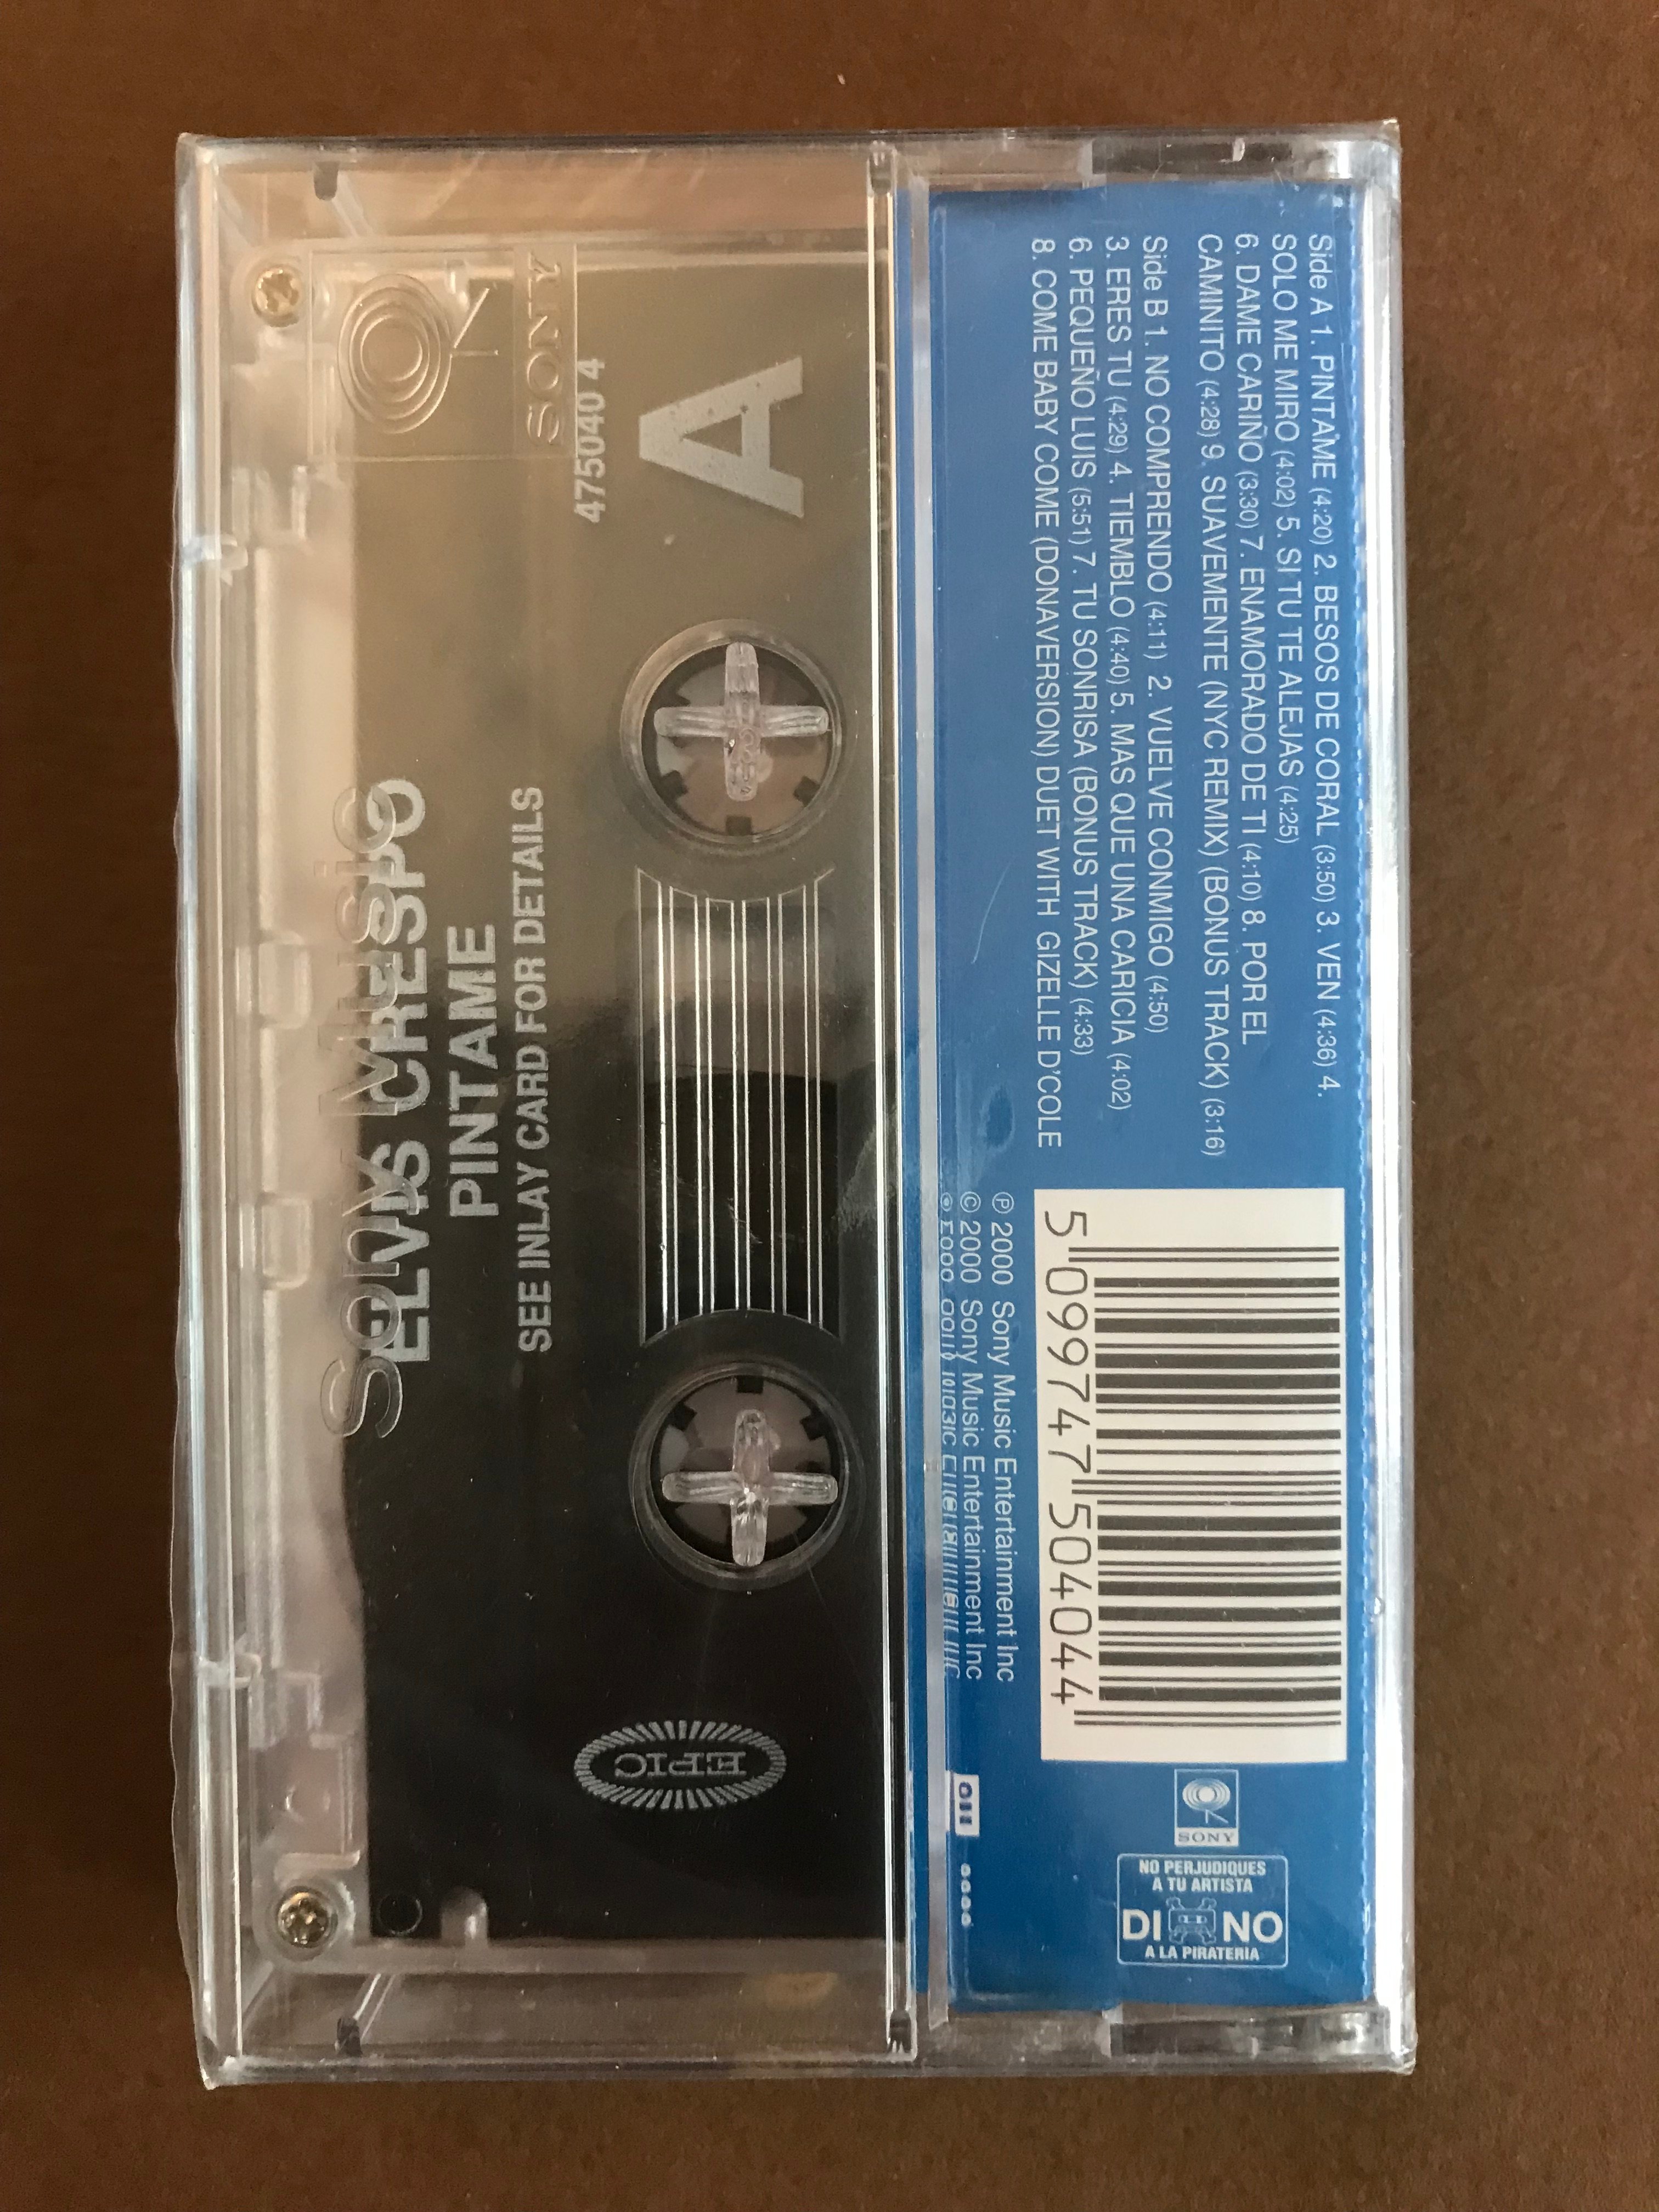 Side A 1. PINTAME (4:20) 2. BESOS DE CORAL (3:50) 3. VEN (4:36) 4.
SOLO ME MIRO (4:02) 5. SI TU TE ALEJAS (4:25)
6. DAME CARIÑO (3:30) 7. ENAMORADO DE TI (4:10) 8. POR EL
CAMINITO (4:28) 9. SUAVEMENTE (NYC REMIX) (BONUS TRACK) (3:16)
Side B 1. NO COMPRENDO (4:11) 2. VUELVE CONMIGO (4:50)
3. ERES TU (4:29) 4. TIEMBLO (4:40) 5. MAS QUE UNA CARICIA (4:02)
6. PEQUEÑO LUIS (5:51) 7. TU SONRISA (BONUS TRACK) (4:33)
8. COME BABY COME (DONAVERSION) DUET WITH GIZELLE D'COLE
5 099747 504044
℗ 2000 Sony Music Entertainment Inc
© 2000 Sony Music Entertainment Inc
SONY
NO PERJUDIQUES
A TU ARTISTA
DI NO
A LA PIRATERIA
SONY
A
475040 4
Sony Music
ELVIS CRESPO
PINTAME
SEE INLAY CARD FOR DETAILS
EPIC